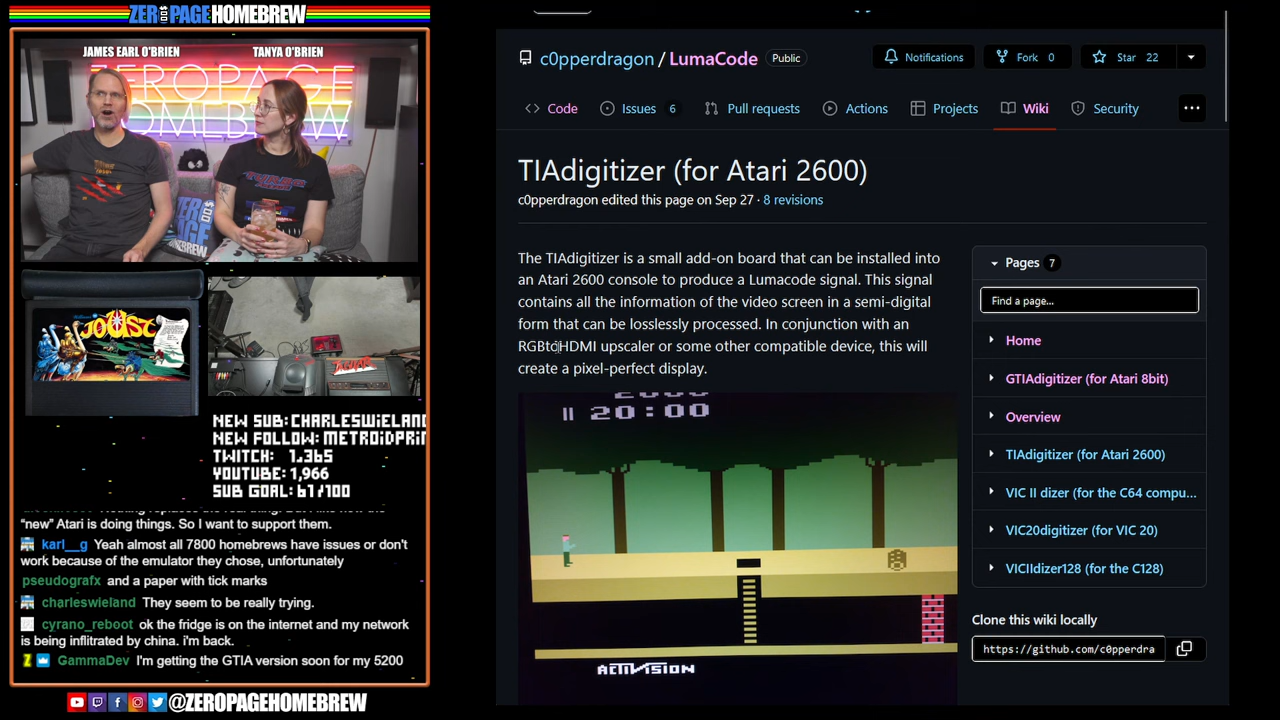 ZEROPAGEHOMEBREW
JAMES EARL O'BRIEN
TANYA O'BRIEN
ZEROPAGE
HOMEBREW
JOUST
NEW SUB: CHARLESWIELAN
NEW FOLLOW: METROIDPRI
TWITCH: 1,365
YOUTUBE: 1,966
SUB GOAL: 61/100
"new" Atari is doing things. So I want to support them.
karl__g Yeah almost all 7800 homebrews have issues or don't
work because of the emulator they chose, unfortunately
pseudografx and a paper with tick marks
charleswieland They seem to be really trying.
cyrano_reboot ok the fridge is on the internet and my network
is being inflitrated by china. i'm back.
GammaDev I'm getting the GTIA version soon for my 5200
@ZEROPAGEHOMEBREW
c0pperdragon / LumaCode Public
Notifications
Fork 0
Star 22
Code
Issues 6
Pull requests
Actions
Projects
Wiki
Security
TIAdigitizer (for Atari 2600)
c0pperdragon edited this page on Sep 27 · 8 revisions
The TIAdigitizer is a small add-on board that can be installed into
an Atari 2600 console to produce a Lumacode signal. This signal
contains all the information of the video screen in a semi-digital
form that can be losslessly processed. In conjunction with an
RGBtoHDMI upscaler or some other compatible device, this will
create a pixel-perfect display.
20:00
ACTIVISION
Pages 7
Find a page...
Home
GTIAdigitizer (for Atari 8bit)
Overview
TIAdigitizer (for Atari 2600)
VIC II dizer (for the C64 compu...
VIC20digitizer (for VIC 20)
VICIIdizer128 (for the C128)
Clone this wiki locally
https://github.com/c0pperdra